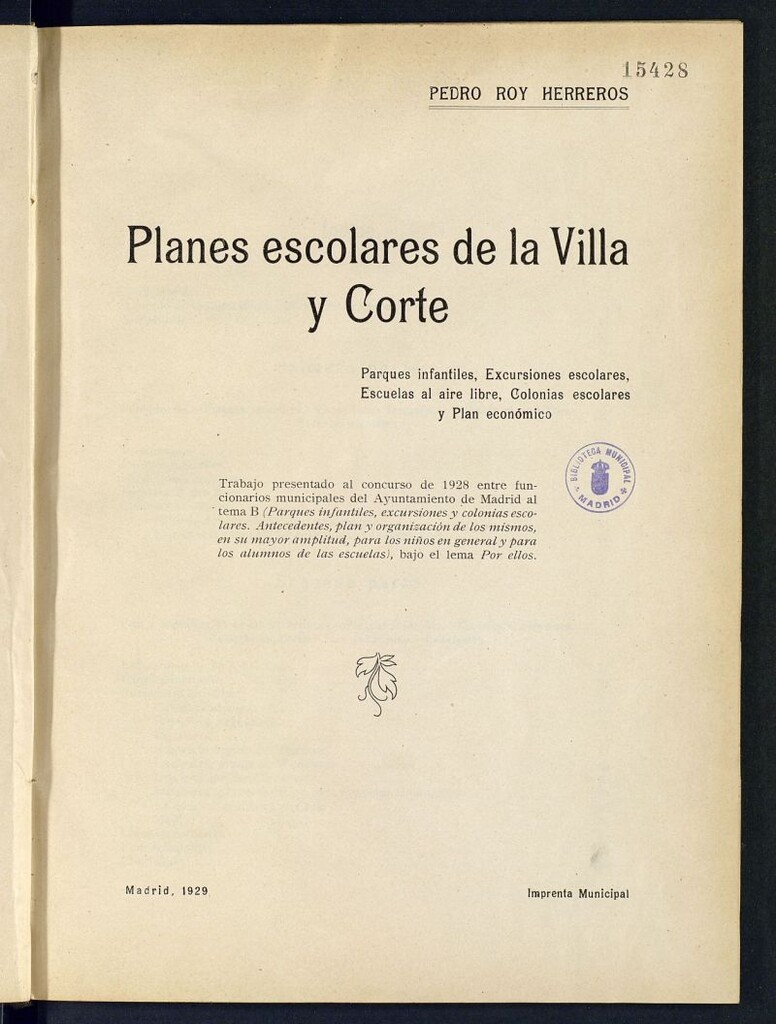 15428
PEDRO ROY HERREROS
Planes escolares de la Villa
y Corte
Parques infantiles, Excursiones escolares,
Escuelas al aire libre, Colonias escolares
y Plan económico
BIBLIOTECA MUNICIPAL
MADRID
Trabajo presentado al concurso de 1928 entre fun-
cionarios municipales del Ayuntamiento de Madrid al
tema B (Parques infantiles, excursiones y colonias esco-
lares. Antecedentes, plan y organización de los mismos,
en su mayor amplitud, para los niños en general y para
los alumnos de las escuelas), bajo el lema Por ellos.
Madrid, 1929
Imprenta Municipal